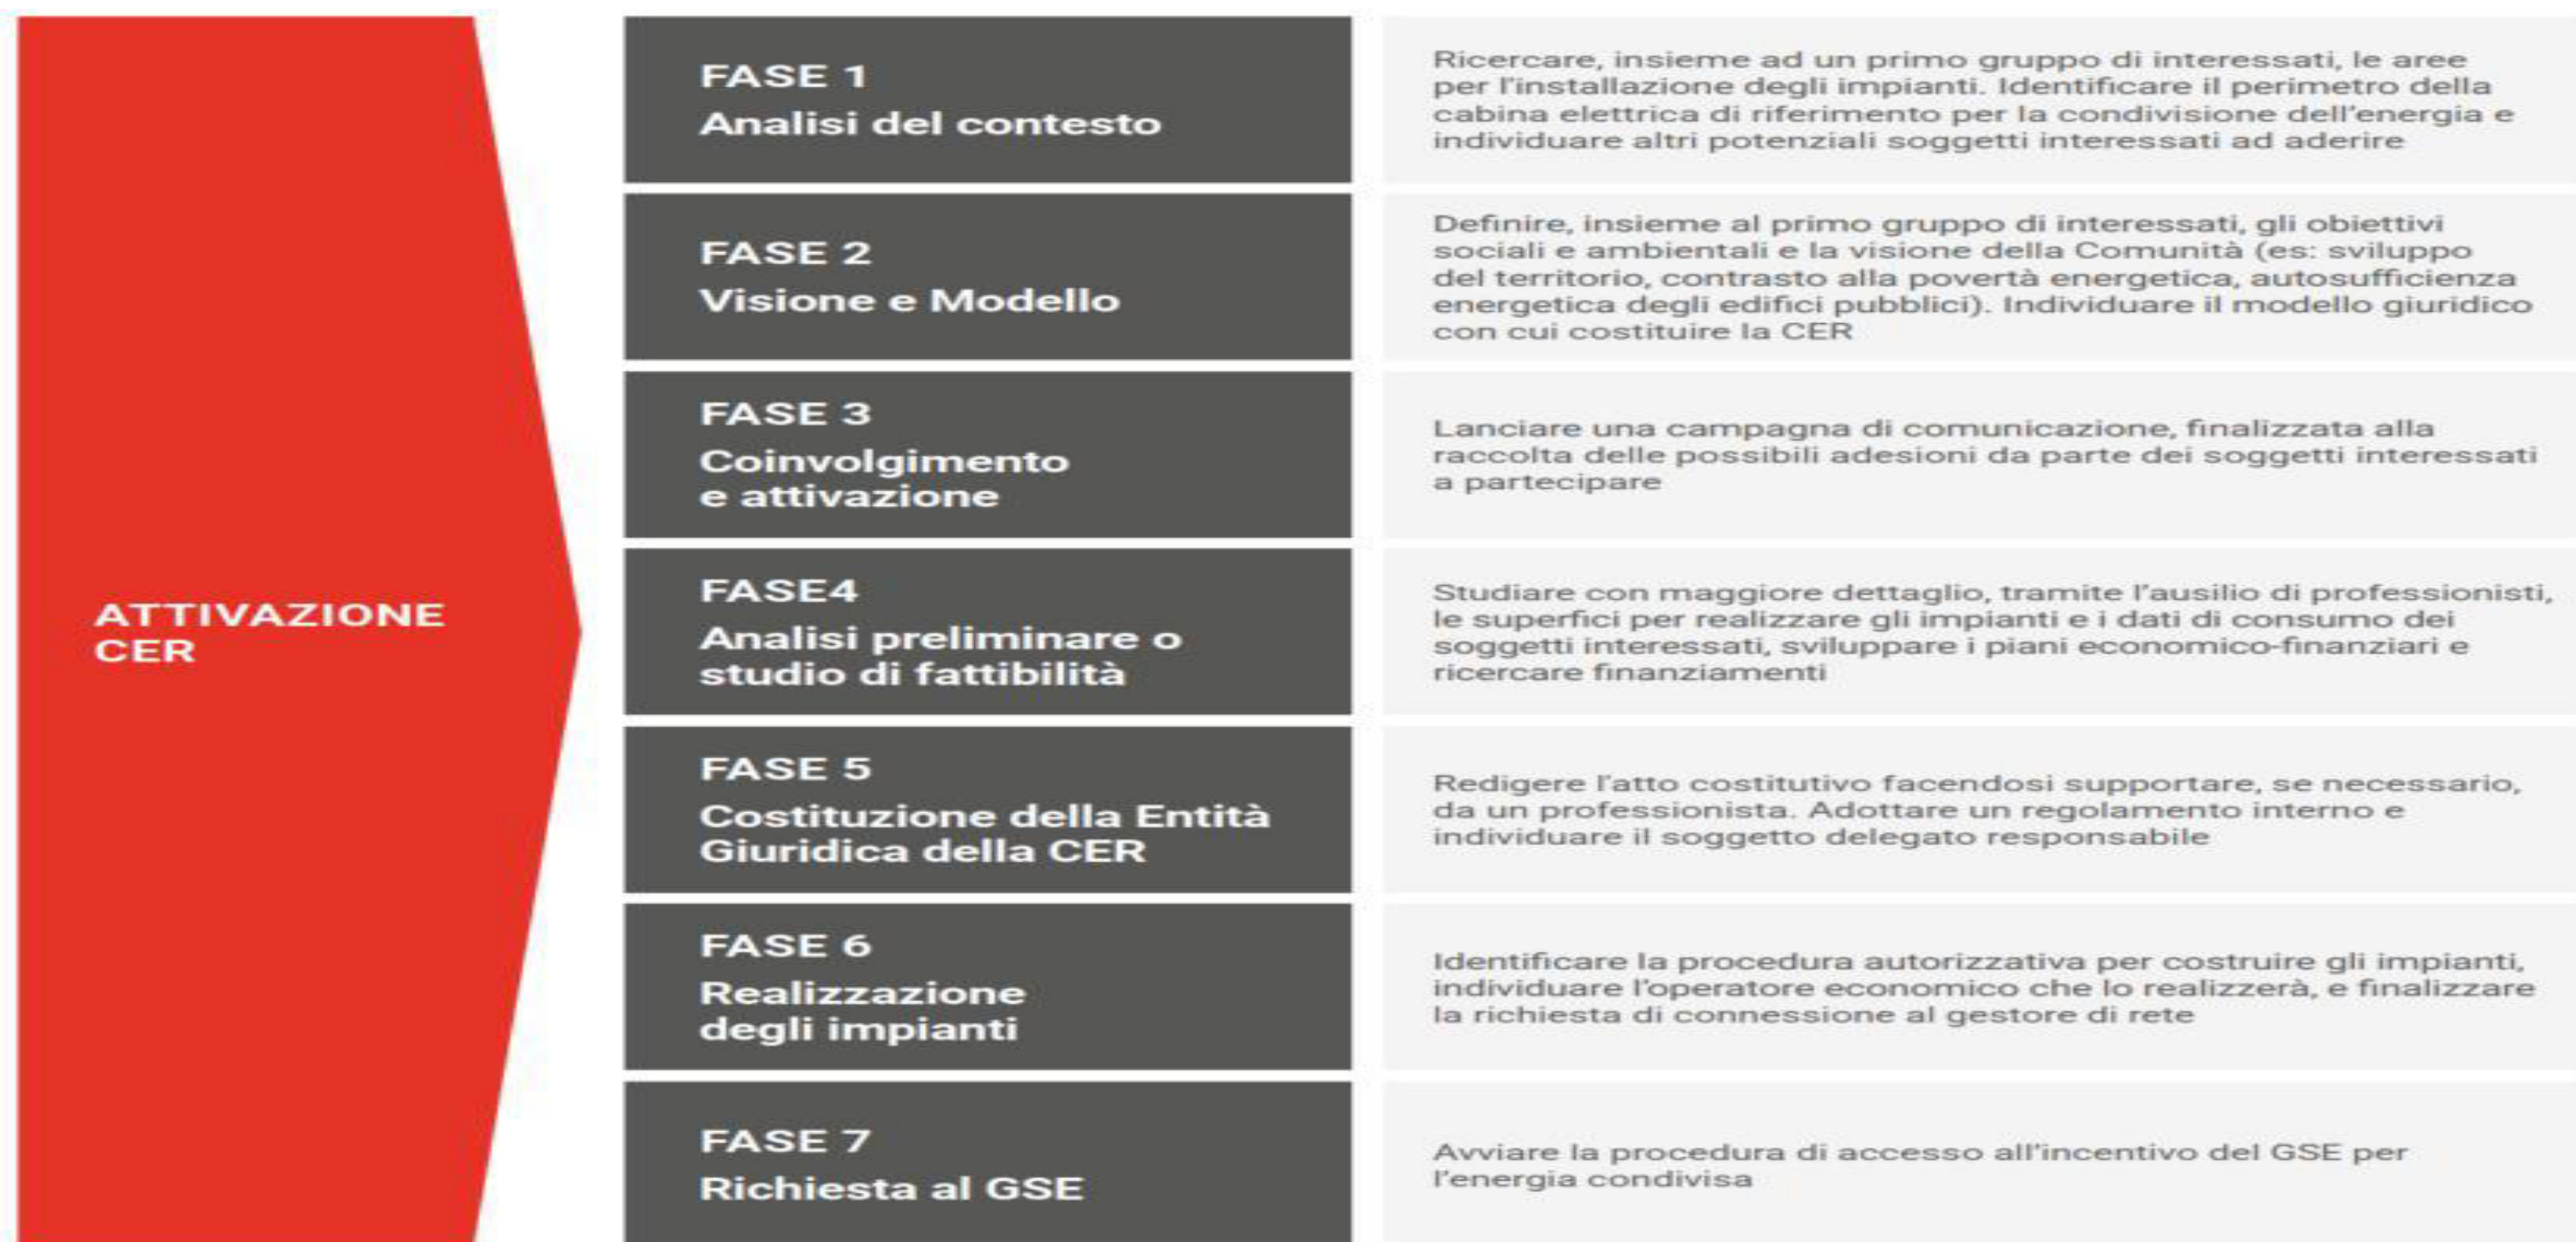 ATTIVAZIONE
CER
FASE 1
Analisi del contesto
Ricercare, insieme ad un primo gruppo di interessati, le aree
per l'installazione degli impianti. Identificare il perimetro della
cabina elettrica di riferimento per la condivisione dell'energia e
individuare altri potenziali soggetti interessati ad aderire
FASE 2
Visione e Modello
Definire, insieme al primo gruppo di interessati, gli obiettivi
sociali e ambientali e la visione della Comunità (es: sviluppo
del territorio, contrasto alla povertà energetica, autosufficienza
energetica degli edifici pubblici). Individuare il modello giuridico
con cui costituire la CER
FASE 3
Coinvolgimento
e attivazione
Lanciare una campagna di comunicazione, finalizzata alla
raccolta delle possibili adesioni da parte dei soggetti interessati
a partecipare
FASE4
Analisi preliminare o
studio di fattibilità
Studiare con maggiore dettaglio, tramite l'ausilio di professionisti,
le superfici per realizzare gli impianti e i dati di consumo dei
soggetti interessati, sviluppare i piani economico-finanziari e
ricercare finanziamenti
FASE 5
Costituzione della Entità
Giuridica della CER
Redigere l'atto costitutivo facendosi supportare, se necessario,
da un professionista. Adottare un regolamento interno e
individuare il soggetto delegato responsabile
FASE 6
Realizzazione
degli impianti
Identificare la procedura autorizzativa per costruire gli impianti,
individuare l'operatore economico che lo realizzerà, e finalizzare
la richiesta di connessione al gestore di rete
FASE 7
Richiesta al GSE
Avviare la procedura di accesso all'incentivo del GSE per
l'energia condivisa